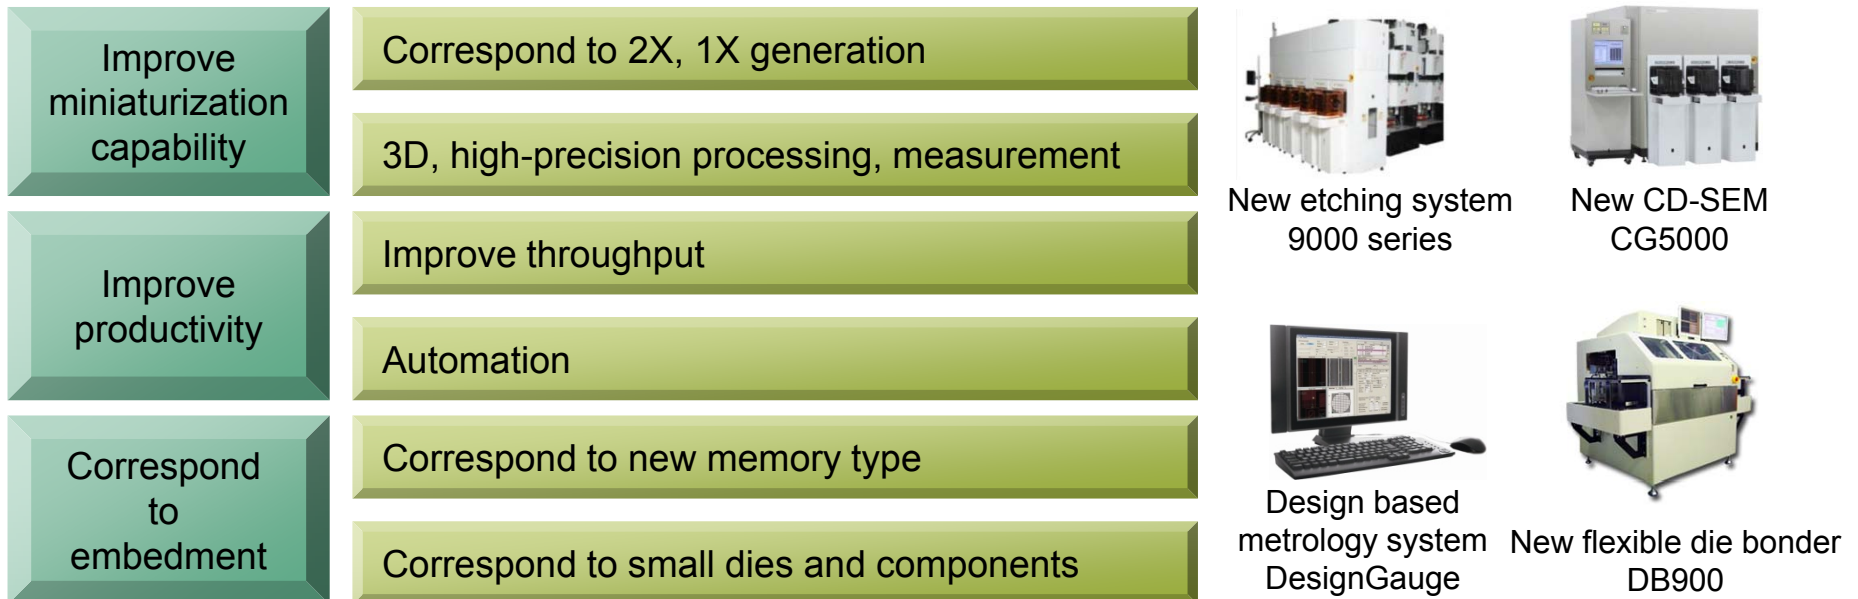 Improve
miniaturization
capability
Correspond to 2X, 1X generation
3D, high-precision processing, measurement
Improve
productivity
Improve throughput
Automation
Correspond
to
embedment
Correspond to new memory type
Correspond to small dies and components
New etching system
9000 series
New CD-SEM
CG5000
Design based
metrology system
DesignGauge
New flexible die bonder
DB900